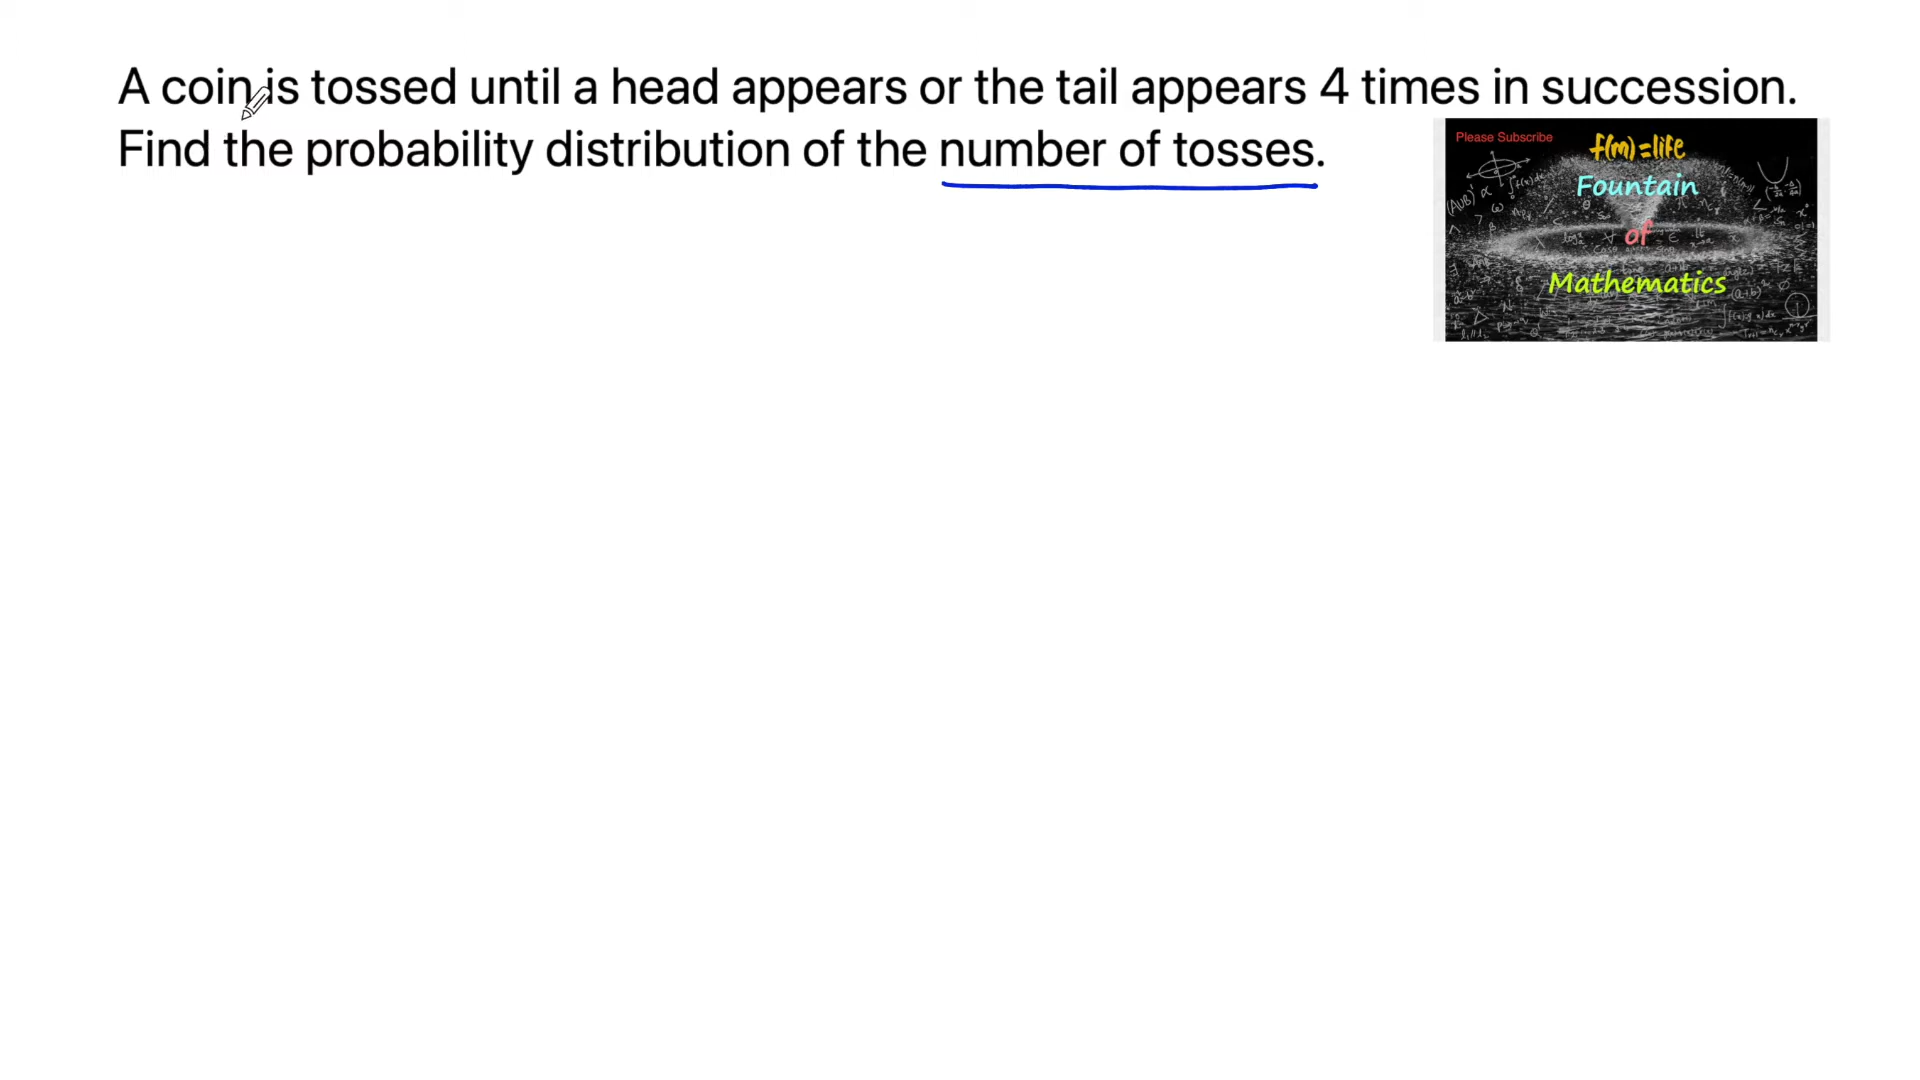 A coin is tossed until a head appears or the tail appears 4 times in succession.
Find the probability distribution of the number of tosses.
Please Subscribe
f(m)=life
Fountain
of
Mathematics